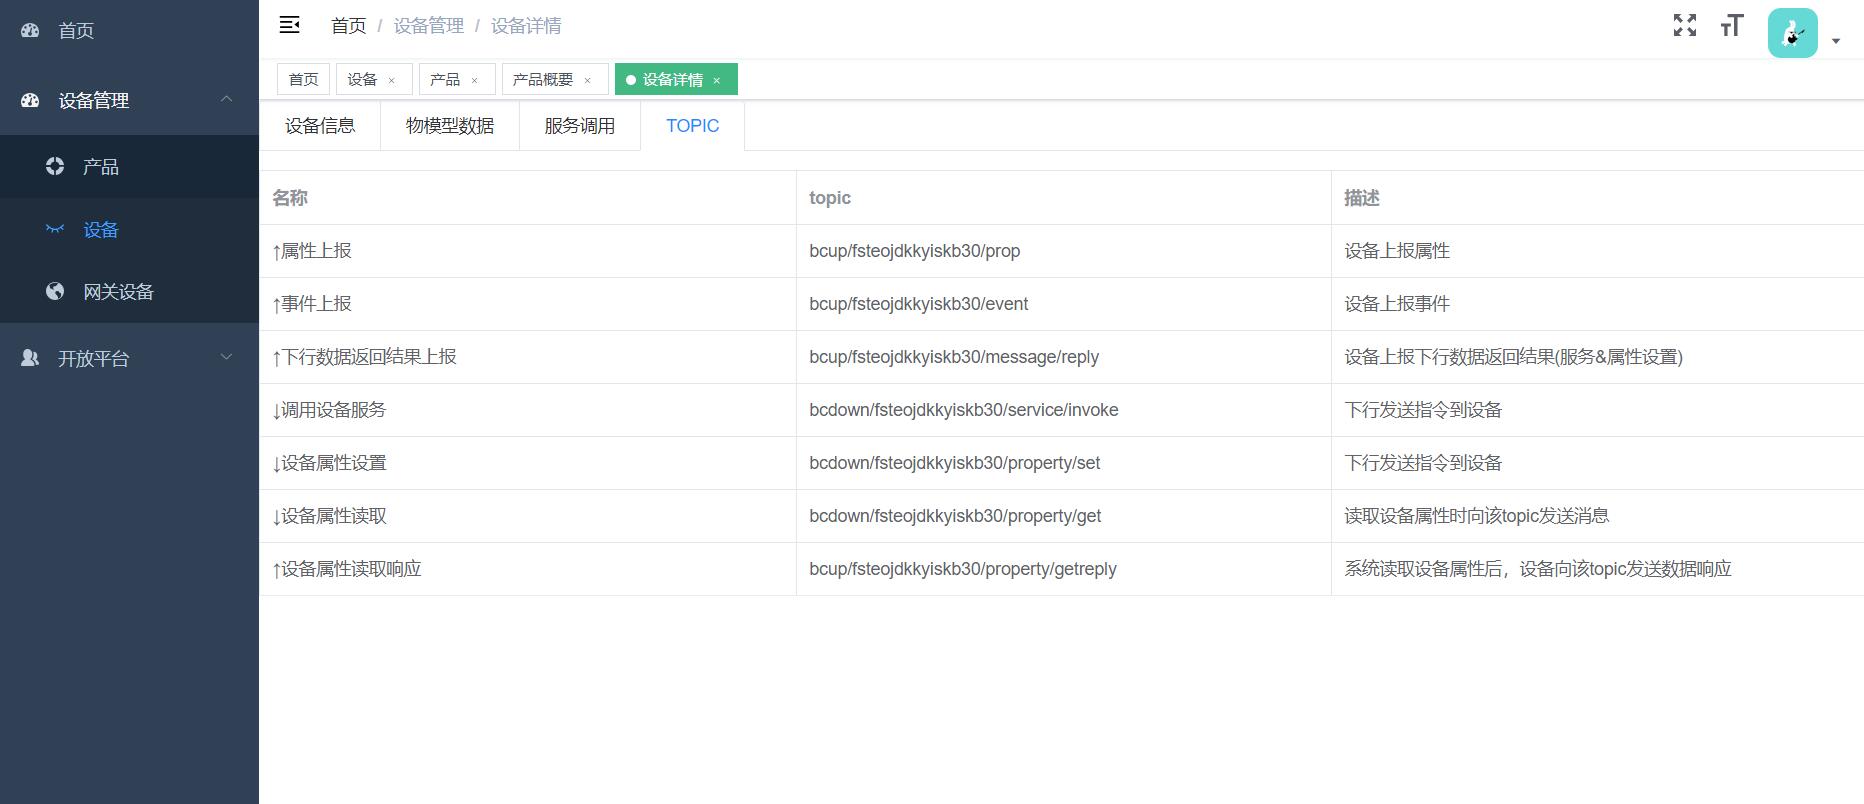 首页
设备管理
产品
设备
网关设备
开放平台
首页 / 设备管理 / 设备详情
首页 设备 × 产品 × 产品概要 × 设备详情 ×
设备信息 物模型数据 服务调用 TOPIC
名称 topic 描述
↑属性上报 bcup/fsteojdkkyiskb30/prop 设备上报属性
↑事件上报 bcup/fsteojdkkyiskb30/event 设备上报事件
↑下行数据返回结果上报 bcup/fsteojdkkyiskb30/message/reply 设备上报下行数据返回结果(服务&属性设置)
↓调用设备服务 bcdown/fsteojdkkyiskb30/service/invoke 下行发送指令到设备
↓设备属性设置 bcdown/fsteojdkkyiskb30/property/set 下行发送指令到设备
↓设备属性读取 bcdown/fsteojdkkyiskb30/property/get 读取设备属性时向该topic发送消息
↑设备属性读取响应 bcup/fsteojdkkyiskb30/property/getreply 系统读取设备属性后，设备向该topic发送数据响应